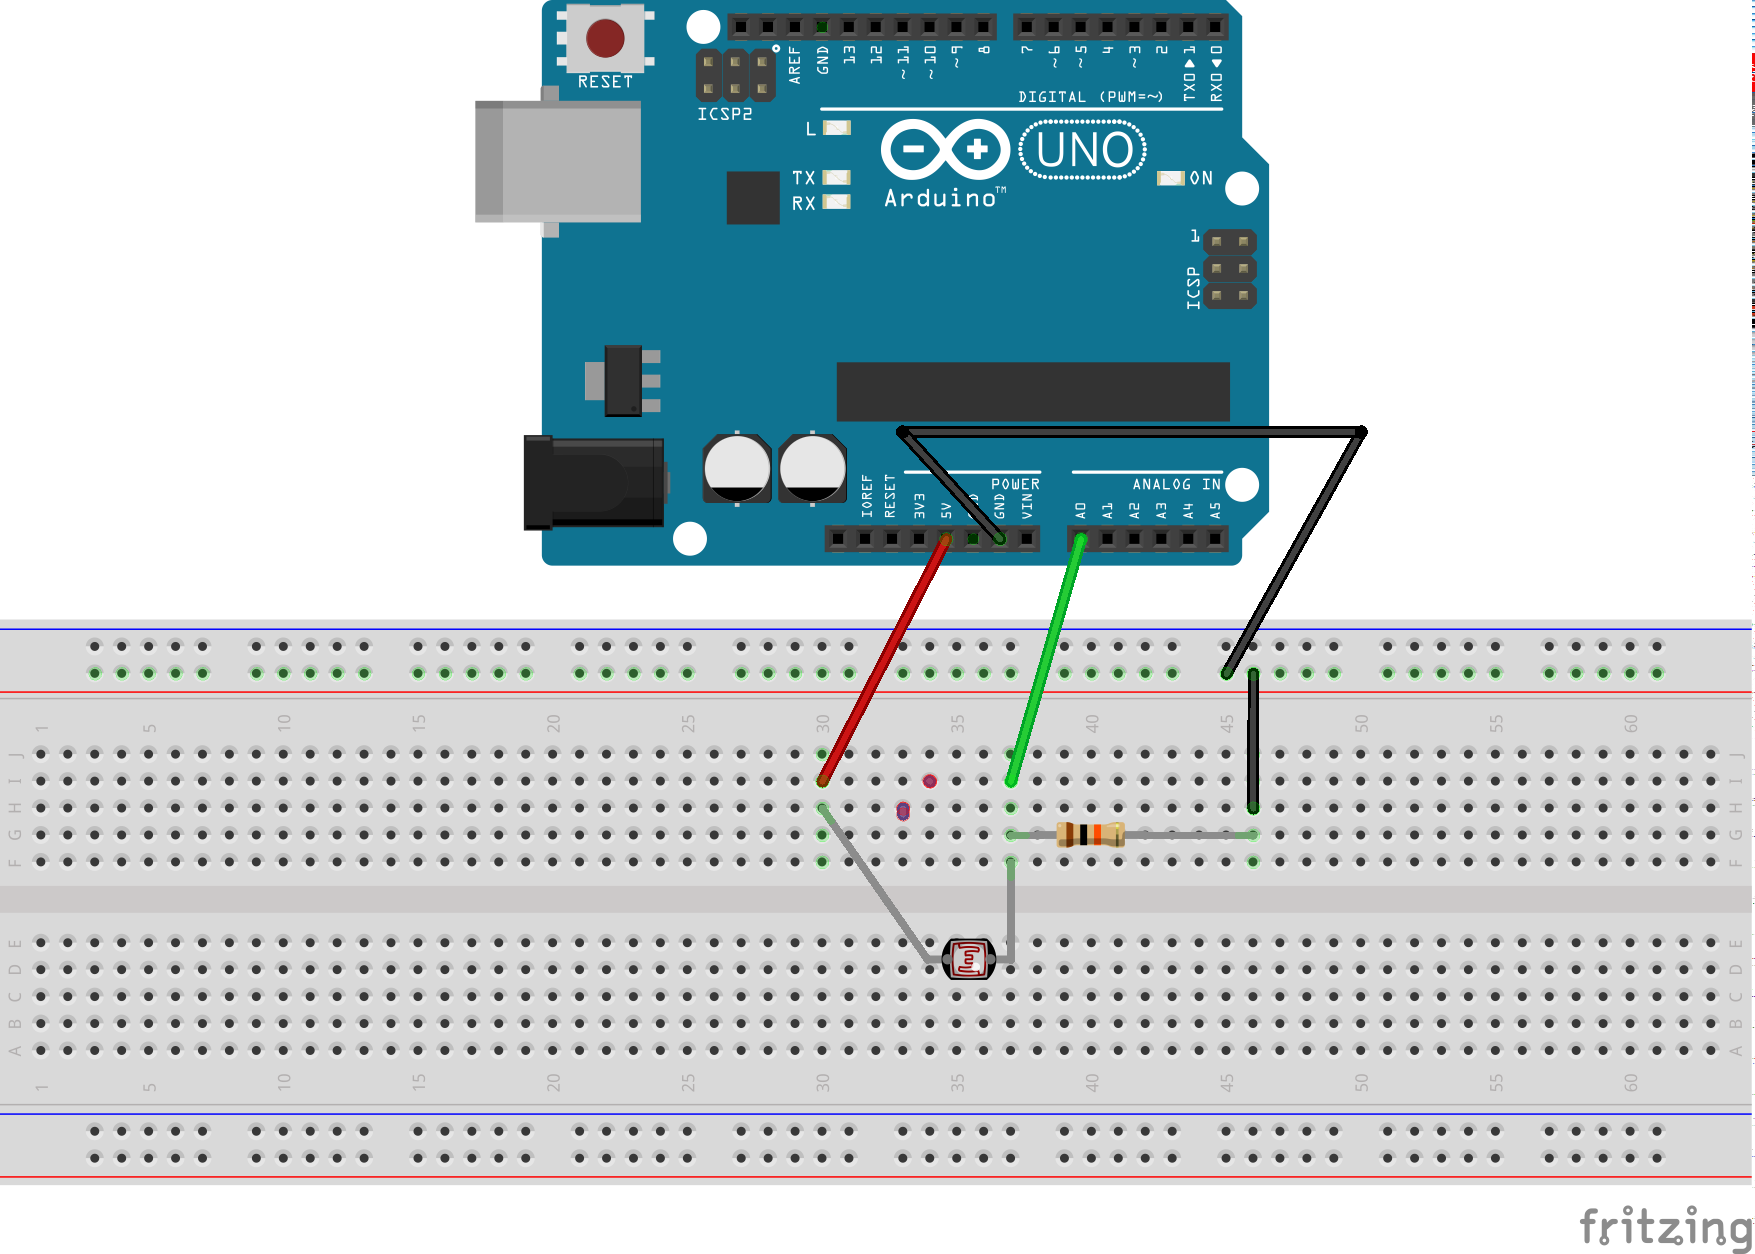 RESET
ICSP2
AREF
GND
13
12
~11
~10
~9
8
7
~6
~5
4
~3
2
TX0▶1
RX0◀0
DIGITAL (PWM=~)
L
TX
RX
Arduino™
UNO
ON
1
ICSP
IOREF
RESET
3V3
5V
GND
VIN
POWER
ANALOG IN
A0
A1
A2
A3
A4
A5
1 5 10 15 20 25 30 35 40 45 50 55 60
J J
I I
H H
G G
F F
E E
D D
C C
B B
A A
1 5 10 15 20 25 30 35 40 45 50 55 60
fritzing